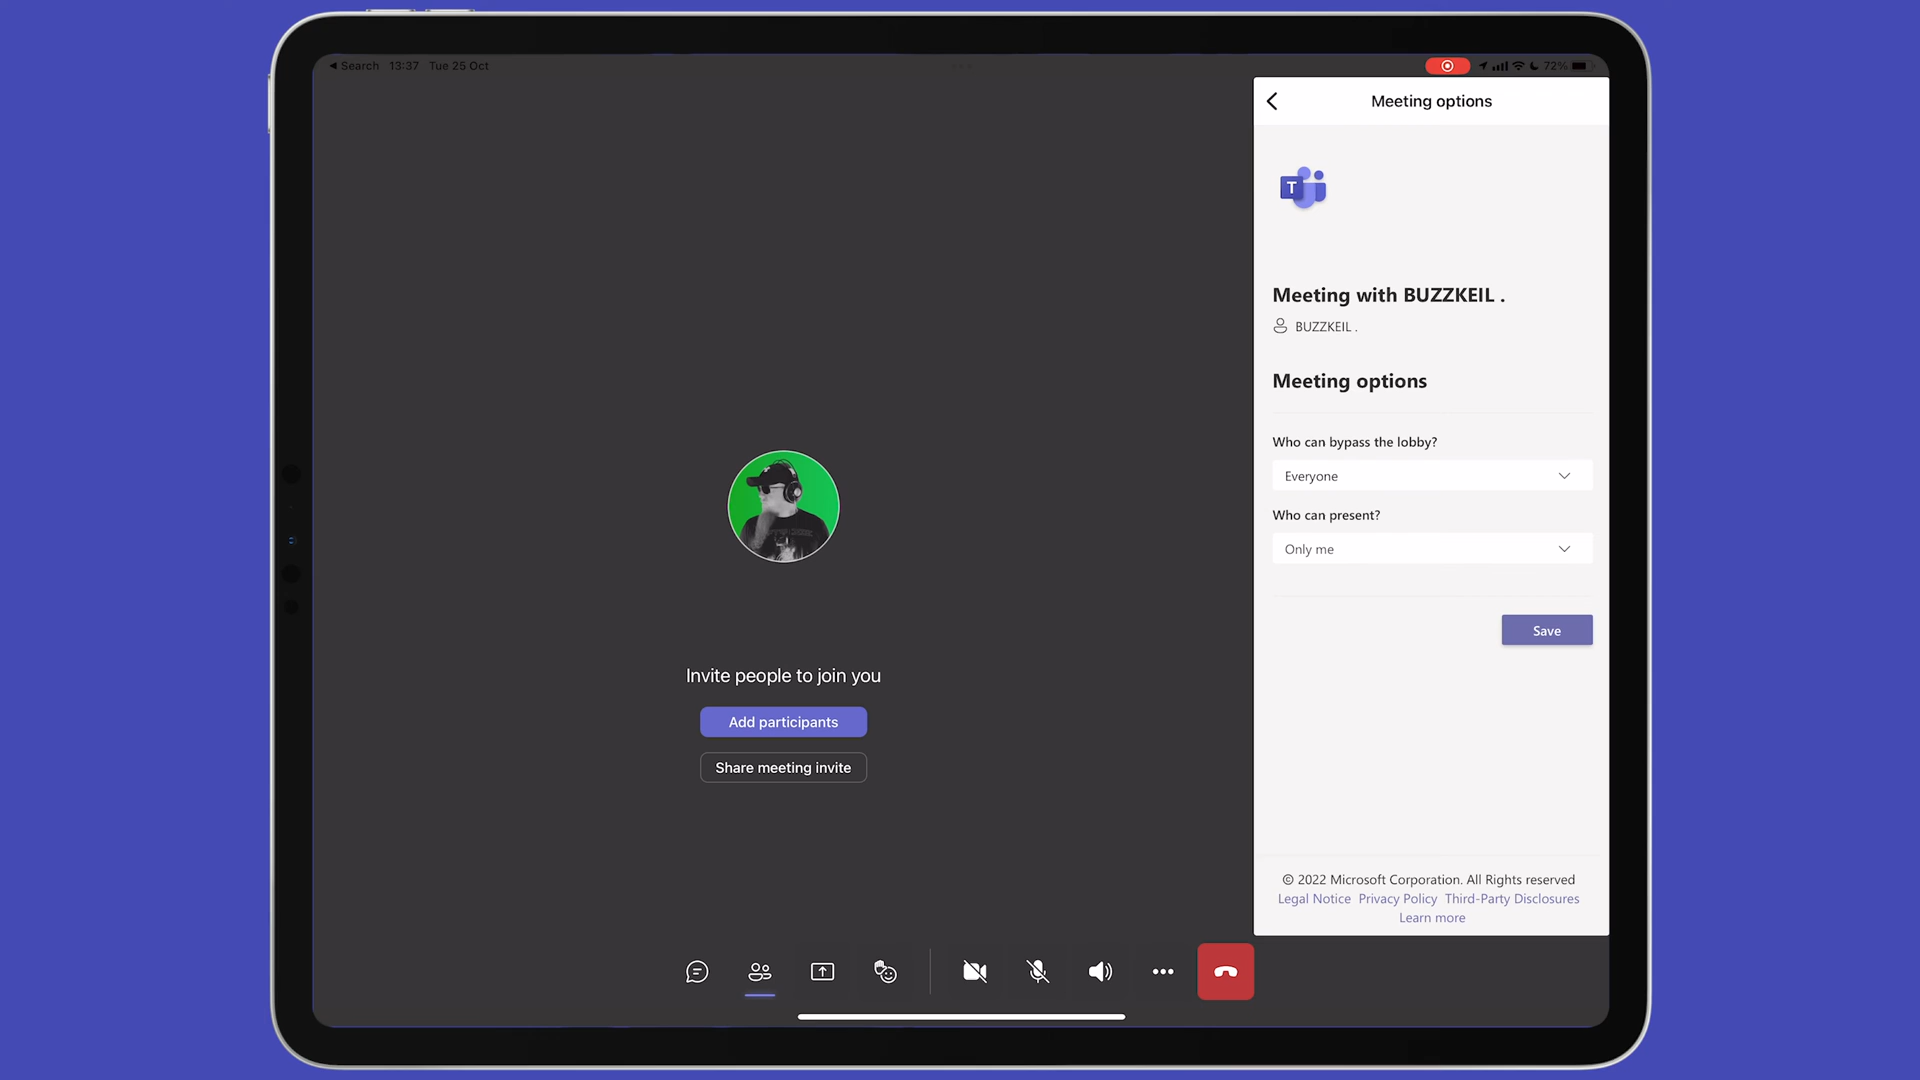 ◀ Search 13:37 Tue 25 Oct
72%
Meeting options
T
Meeting with BUZZKEIL .
BUZZKEIL .
Meeting options
Who can bypass the lobby?
Everyone
Who can present?
Only me
Save
Invite people to join you
Add participants
Share meeting invite
© 2022 Microsoft Corporation. All Rights reserved
Legal Notice Privacy Policy Third-Party Disclosures
Learn more